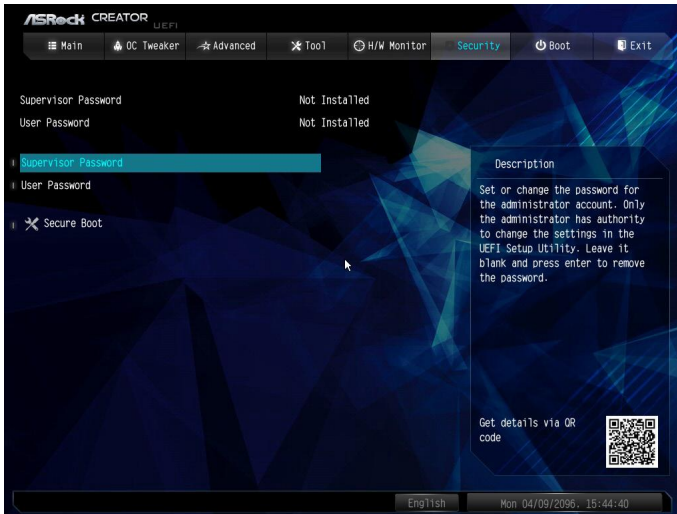 ASRock CREATOR
UEFI
Main OC Tweaker Advanced Tool H/W Monitor Security Boot Exit
Supervisor Password Not Installed
User Password Not Installed
Supervisor Password
User Password
Secure Boot
Description
Set or change the password for
the administrator account. Only
the administrator has authority
to change the settings in the
UEFI Setup Utility. Leave it
blank and press enter to remove
the password.
Get details via QR
code
English Mon 04/09/2096. 15:44:40